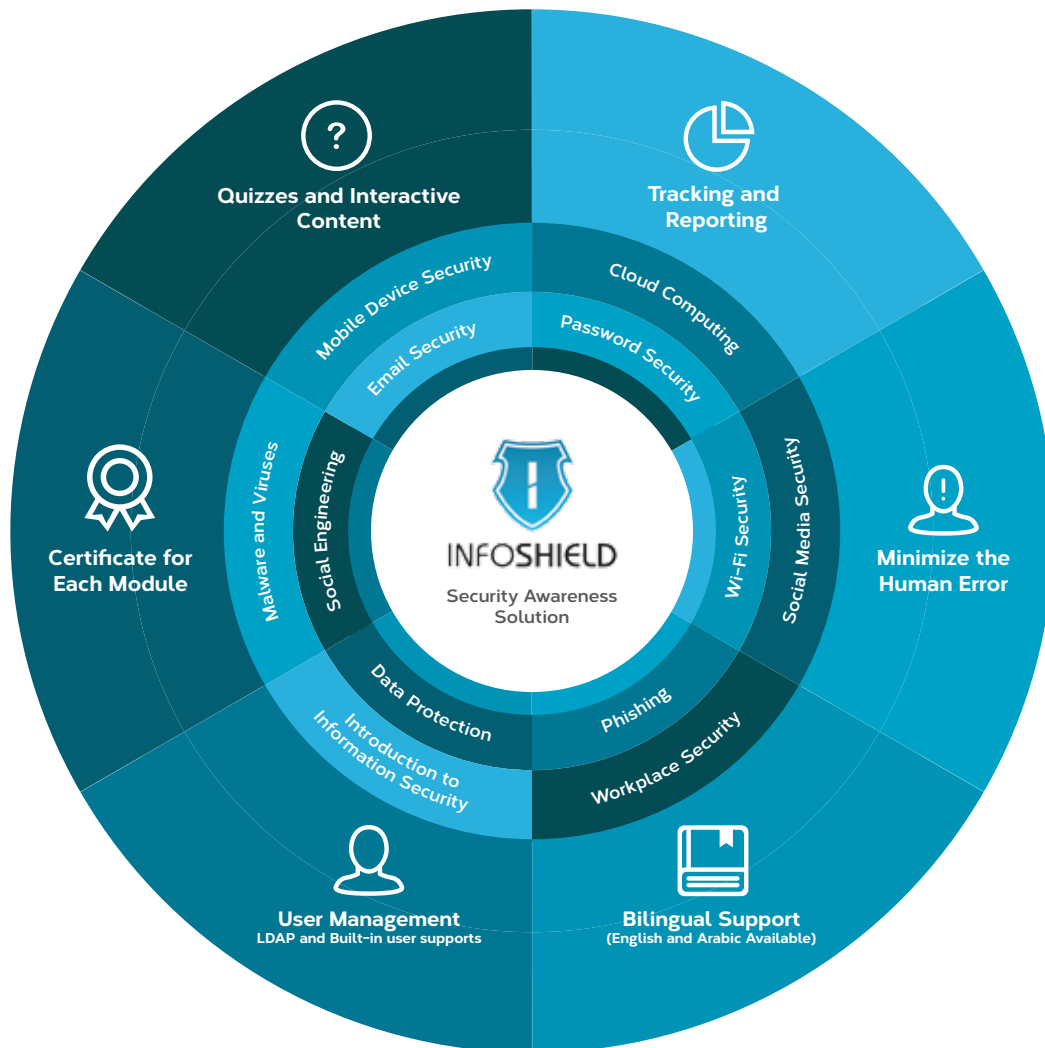 ?
Quizzes and Interactive
Content
Tracking and
Reporting
Mobile Device Security
Cloud Computing
Email Security
Password Security
Certificate for
Each Module
Malware and Viruses
Social Engineering
INFOSHIELD
Security Awareness
Solution
Wi-Fi Security
Social Media Security
!
Minimize the
Human Error
Data Protection
Phishing
Introduction to
Information Security
Workplace Security
User Management
LDAP and Built-in user supports
Bilingual Support
(English and Arabic Available)